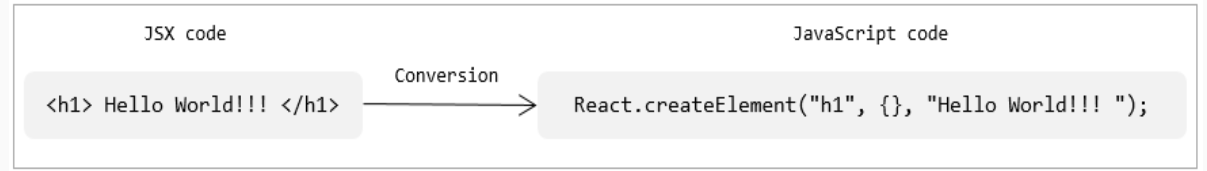 JSX code
JavaScript code
Conversion
<h1> Hello World!!! </h1>
React.createElement("h1", {}, "Hello World!!! ");